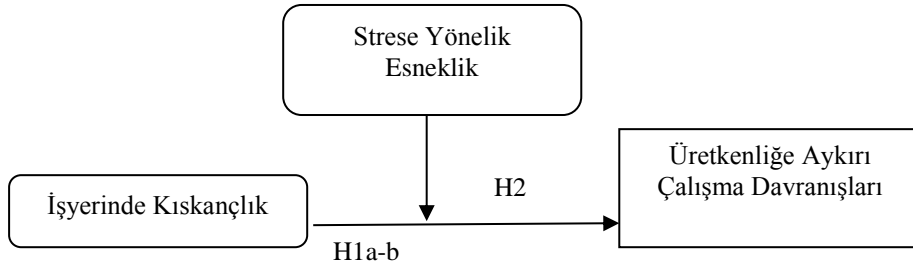 Strese Yönelik
Esneklik
Üretkenliğe Aykırı
Çalışma Davranışları
H2
İşyerinde Kıskançlık
H1a-b